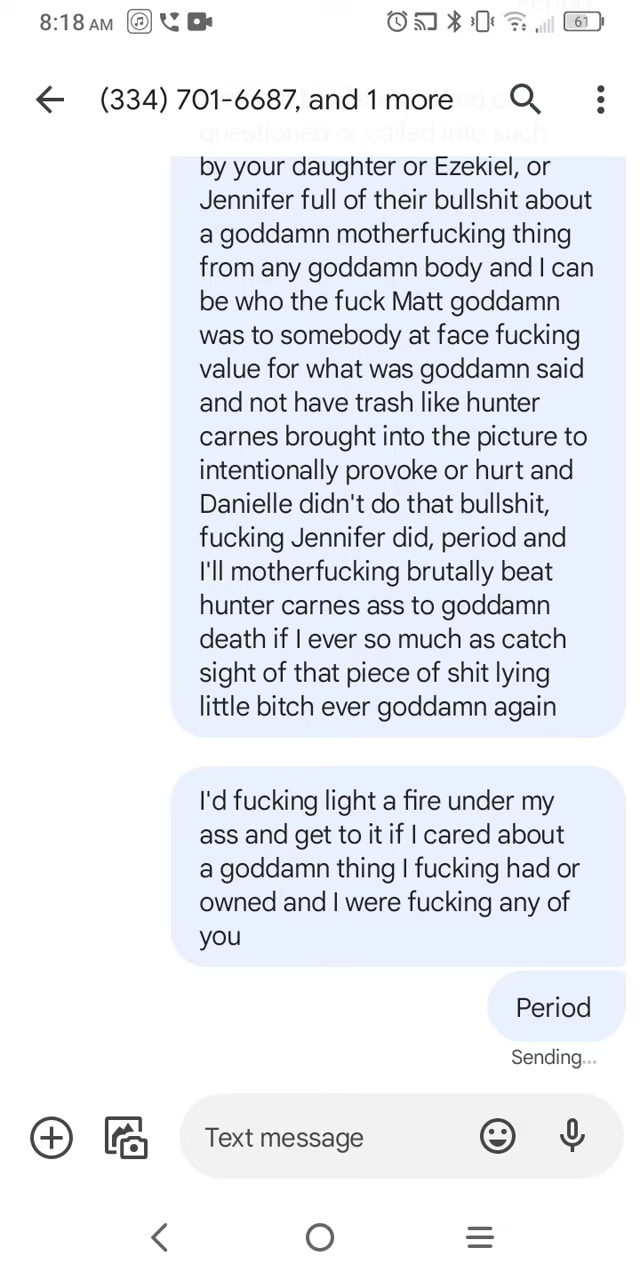 8:18 AM
61
(334) 701-6687, and 1 more
questioned or called into such
by your daughter or Ezekiel, or
Jennifer full of their bullshit about
a goddamn motherfucking thing
from any goddamn body and I can
be who the fuck Matt goddamn
was to somebody at face fucking
value for what was goddamn said
and not have trash like hunter
carnes brought into the picture to
intentionally provoke or hurt and
Danielle didn't do that bullshit,
fucking Jennifer did, period and
I'll motherfucking brutally beat
hunter carnes ass to goddamn
death if I ever so much as catch
sight of that piece of shit lying
little bitch ever goddamn again
I'd fucking light a fire under my
ass and get to it if I cared about
a goddamn thing I fucking had or
owned and I were fucking any of
you
Period
Sending...
Text message